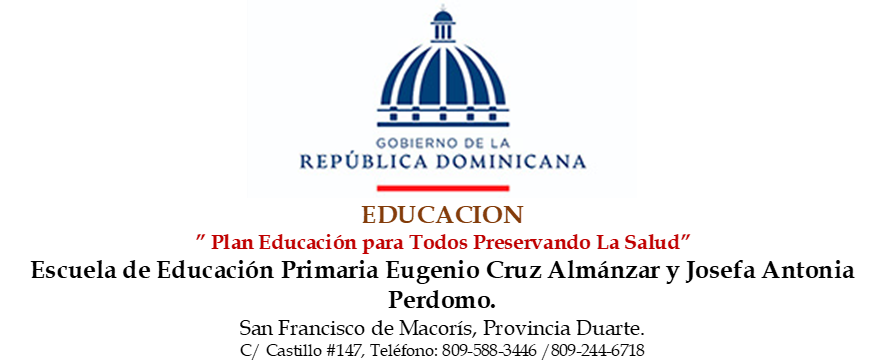 GOBIERNO DE LA
REPÚBLICA DOMINICANA
EDUCACION
” Plan Educación para Todos Preservando La Salud”
Escuela de Educación Primaria Eugenio Cruz Almánzar y Josefa Antonia
Perdomo.
San Francisco de Macorís, Provincia Duarte.
C/ Castillo #147, Teléfono: 809-588-3446 /809-244-6718